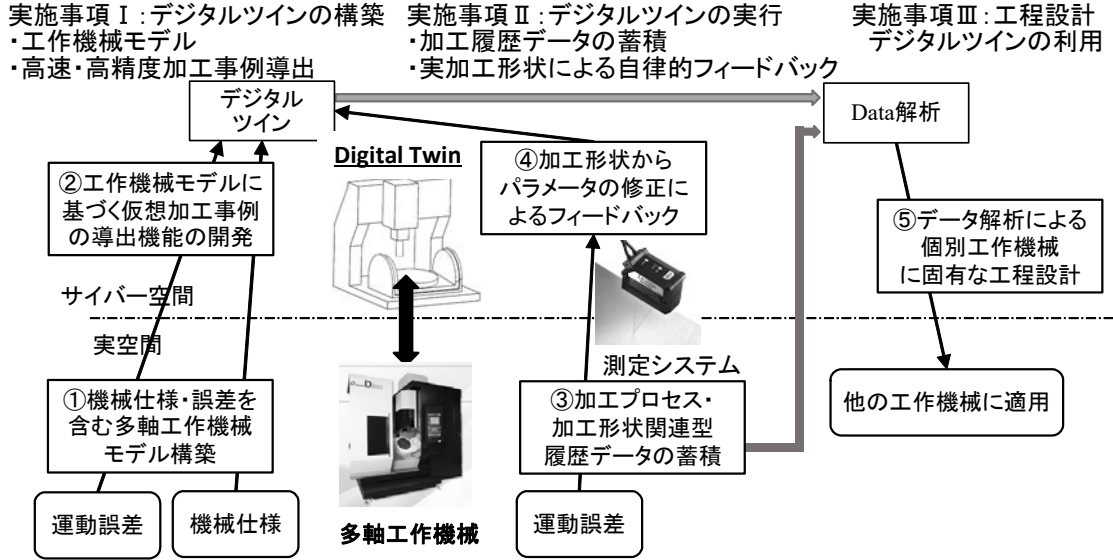 実施事項Ⅰ:デジタルツインの構築
・工作機械モデル
・高速・高精度加工事例導出
実施事項Ⅱ:デジタルツインの実行
・加工履歴データの蓄積
・実加工形状による自律的フィードバック
実施事項Ⅲ:工程設計
デジタルツインの利用
デジタル
ツイン
Data解析
Digital Twin
②工作機械モデルに
基づく仮想加工事例
の導出機能の開発
④加工形状から
パラメータの修正に
よるフィードバック
⑤データ解析による
個別工作機械
に固有な工程設計
サイバー空間
実空間
測定システム
①機械仕様・誤差を
含む多軸工作機械
モデル構築
③加工プロセス・
加工形状関連型
履歴データの蓄積
他の工作機械に適用
運動誤差
機械仕様
多軸工作機械
運動誤差